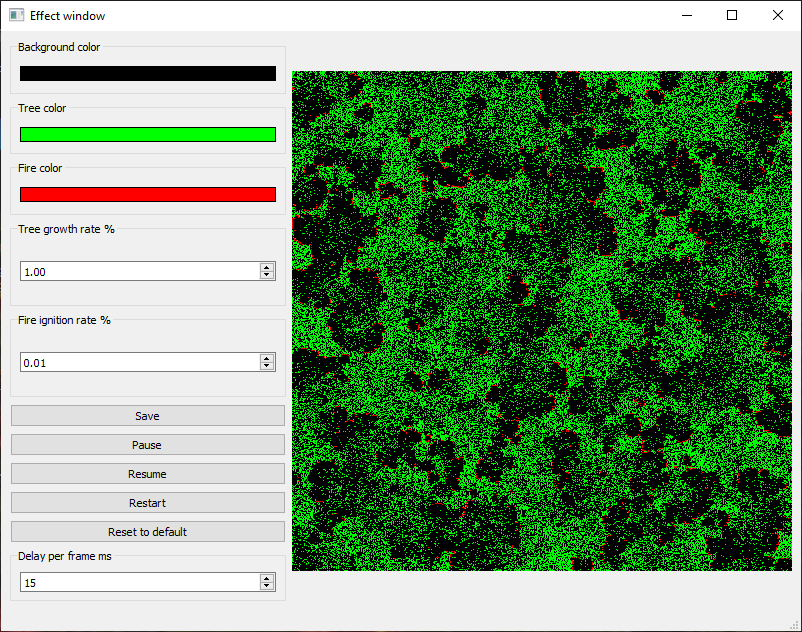 Effect window
Background color
Tree color
Fire color
Tree growth rate %
1.00
Fire ignition rate %
0.01
Save
Pause
Resume
Restart
Reset to default
Delay per frame ms
15